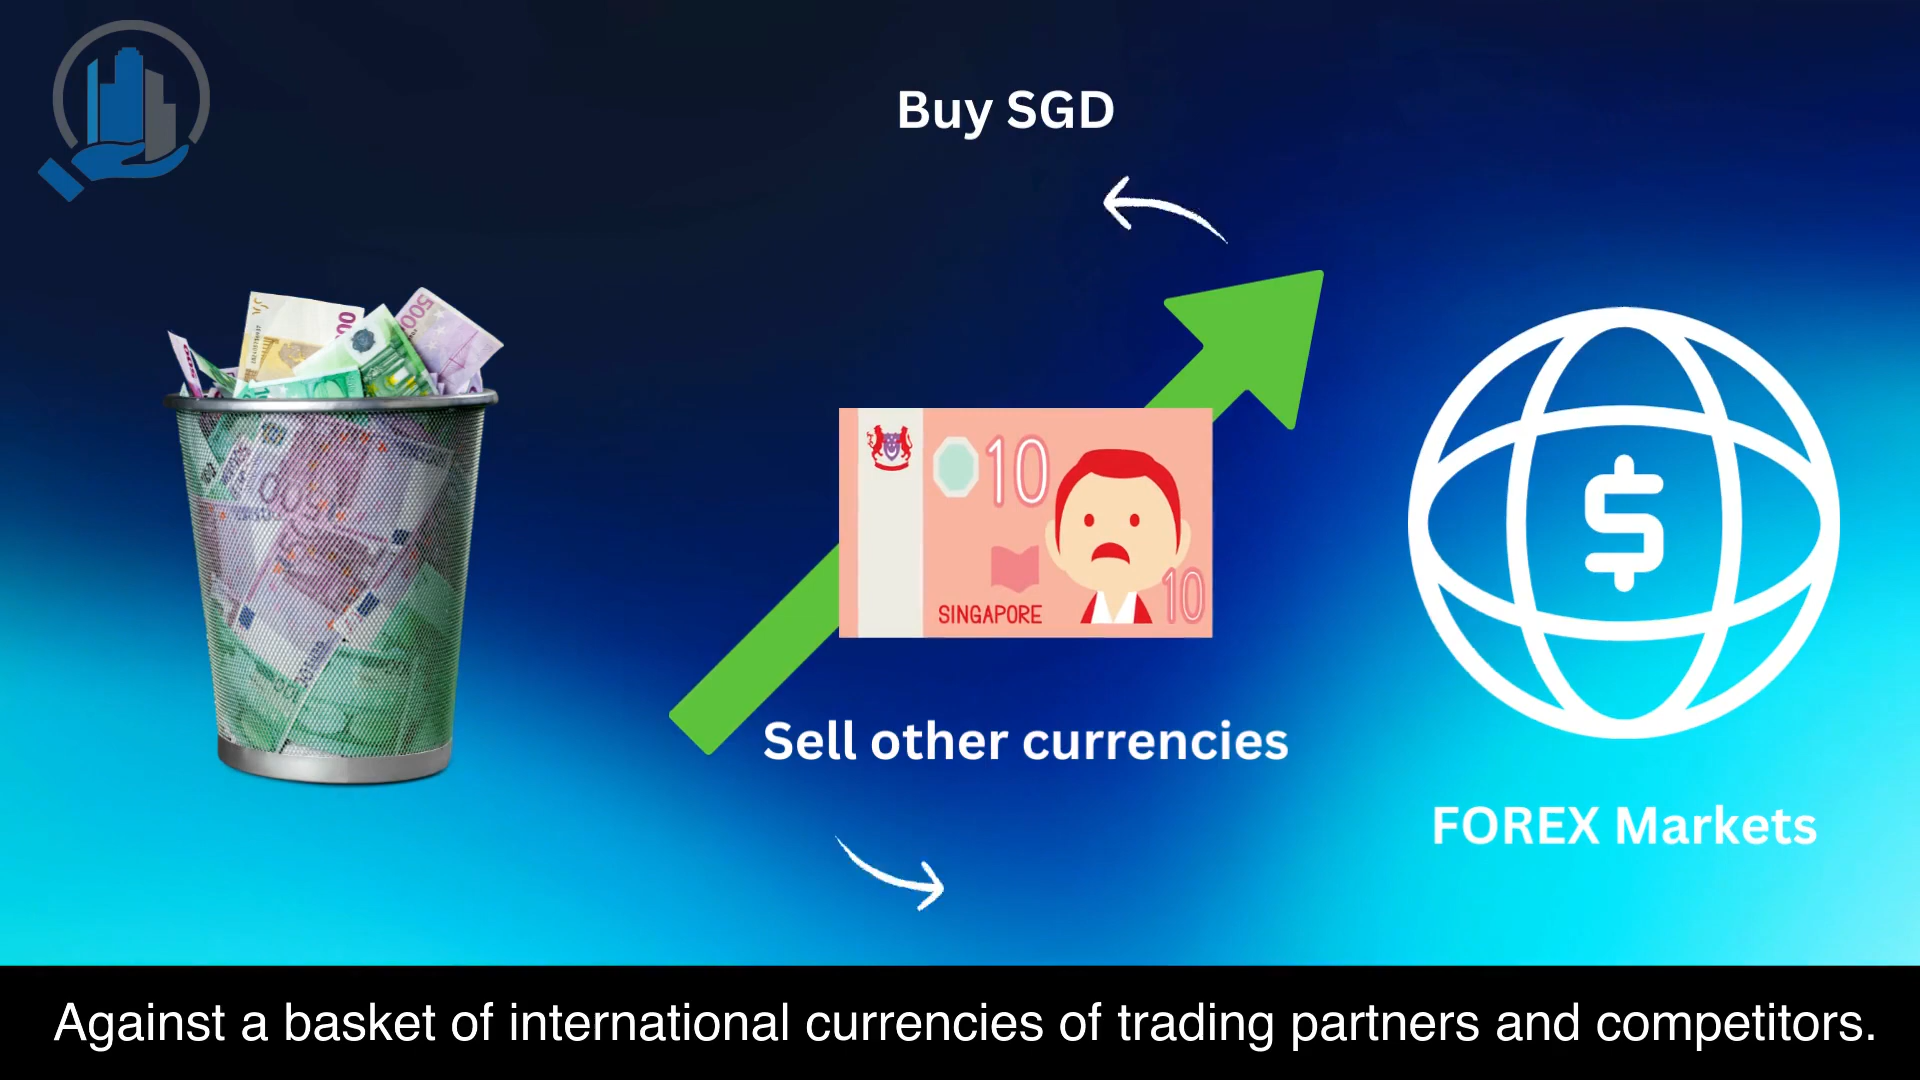 Buy SGD
10
SINGAPORE
10
Sell other currencies
FOREX Markets
Against a basket of international currencies of trading partners and competitors.
$
500